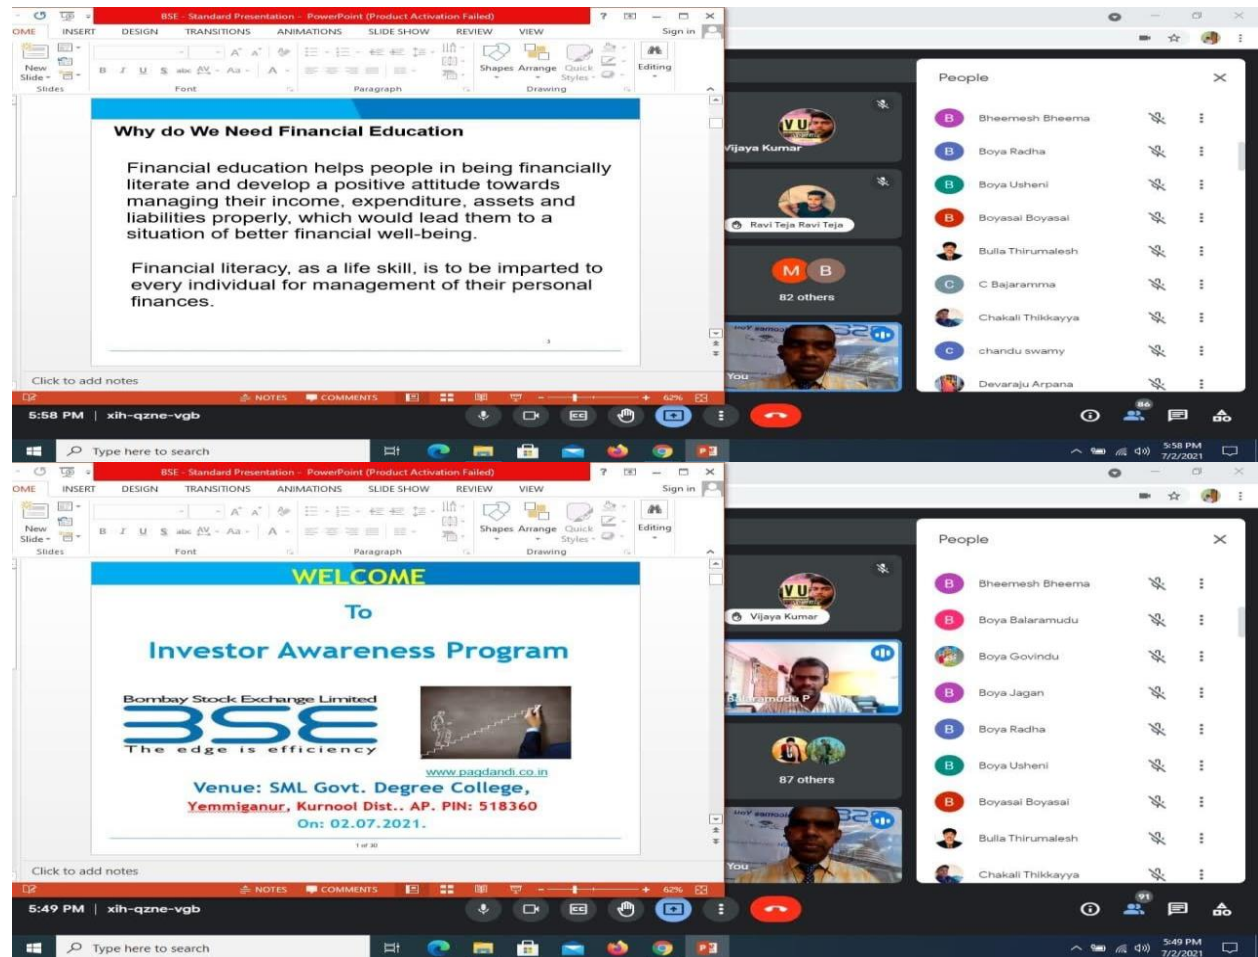 BSE - Standard Presentation - PowerPoint (Product Activation Failed)
OME INSERT DESIGN TRANSITIONS ANIMATIONS SLIDE SHOW REVIEW VIEW Sign in
New Slide
Shapes Arrange Quick Styles
Editing
Slides Font Paragraph Drawing
Why do We Need Financial Education
Financial education helps people in being financially
literate and develop a positive attitude towards
managing their income, expenditure, assets and
liabilities properly, which would lead them to a
situation of better financial well-being.
Financial literacy, as a life skill, is to be imparted to
every individual for management of their personal
finances.
3
Click to add notes
NOTES COMMENTS 62%
Vijaya Kumar
Ravi Teja Ravi Teja
M B
82 others
You
People
B Bheemesh Bheema
B Boya Radha
B Boya Usheni
B Boyasai Boyasai
Bulla Thirumalesh
C C Bajaramma
Chakali Thikkayya
c chandu swamy
Devaraju Arpana
5:58 PM | xih-qzne-vgb
86
Type here to search
5:58 PM
7/2/2021
BSE - Standard Presentation - PowerPoint (Product Activation Failed)
OME INSERT DESIGN TRANSITIONS ANIMATIONS SLIDE SHOW REVIEW VIEW Sign in
New Slide
Shapes Arrange Quick Styles
Editing
Slides Font Paragraph Drawing
WELCOME
To
Investor Awareness Program
Bombay Stock Exchange Limited
BSE
The edge is efficiency
www.pagdandi.co.in
Venue: SML Govt. Degree College,
Yemmiganur, Kurnool Dist.. AP. PIN: 518360
On: 02.07.2021.
1 of 30
Click to add notes
NOTES COMMENTS 62%
Vijaya Kumar
Balaramudu P
87 others
You
People
B Bheemesh Bheema
B Boya Balaramudu
Boya Govindu
B Boya Jagan
B Boya Radha
B Boya Usheni
B Boyasai Boyasai
Bulla Thirumalesh
Chakali Thikkayya
5:49 PM | xih-qzne-vgb
91
Type here to search
5:49 PM
7/2/2021